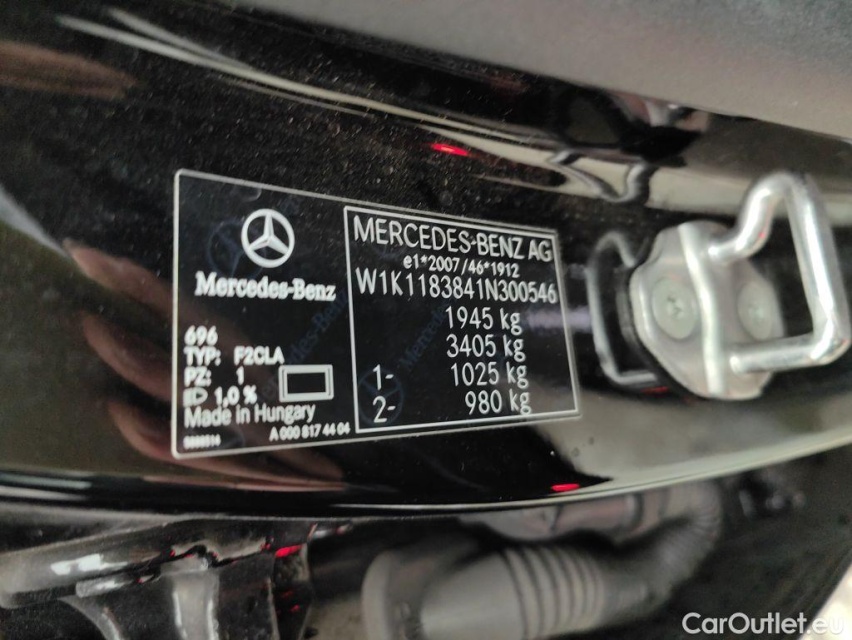 Mercedes-Benz
696
TYP: F2CLA
PZ: 1
1,0 %
Made in Hungary
A 000 817 44 04
MERCEDES-BENZ AG
e1*2007/46*1912
W1K1183841N300546
1945 kg
3405 kg
1- 1025 kg
2- 980 kg
CarOutlet.eu